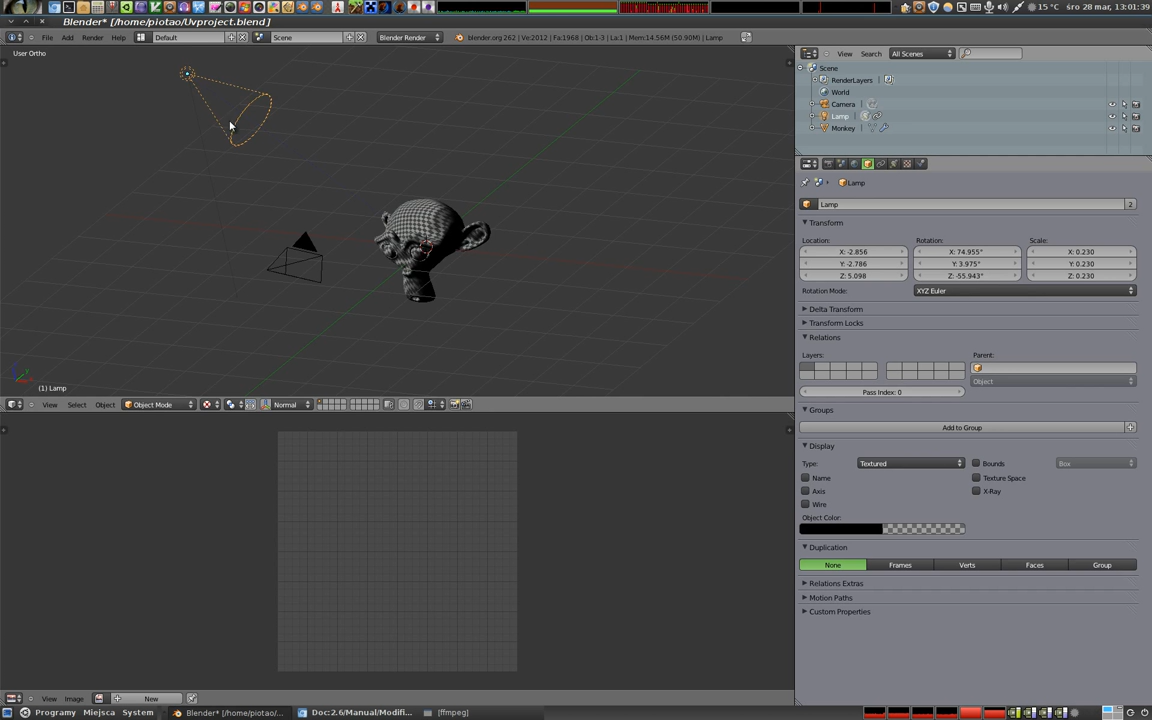 15 °C śro 28 mar, 13:01:39
Blender* [/home/piotao/Uvproject.blend]
File Add Render Help Default Scene Blender Render blender.org 262 | Ve:2012 | Fa:1968 | Ob:1-3 | La:1 | Mem:14.56M (50.90M) | Lamp
User Ortho
(1) Lamp
View Select Object Object Mode Normal
View Image New
View Search All Scenes
Scene
RenderLayers
World
Camera
Lamp
Monkey
Lamp
Lamp 2
Transform
Location: Rotation: Scale:
X: -2.856 X: 74.955° X: 0.230
Y: -2.786 Y: 3.975° Y: 0.230
Z: 5.098 Z: -55.943° Z: 0.230
Rotation Mode: XYZ Euler
Delta Transform
Transform Locks
Relations
Layers: Parent:
Object
Pass Index: 0
Groups
Add to Group
Display
Type: Textured Bounds Box
Name Texture Space
Axis X-Ray
Wire
Object Color:
Duplication
None Frames Verts Faces Group
Relations Extras
Motion Paths
Custom Properties
Programy Miejsca System Blender* [/home/piotao/... Doc:2.6/Manual/Modifi... [ffmpeg]